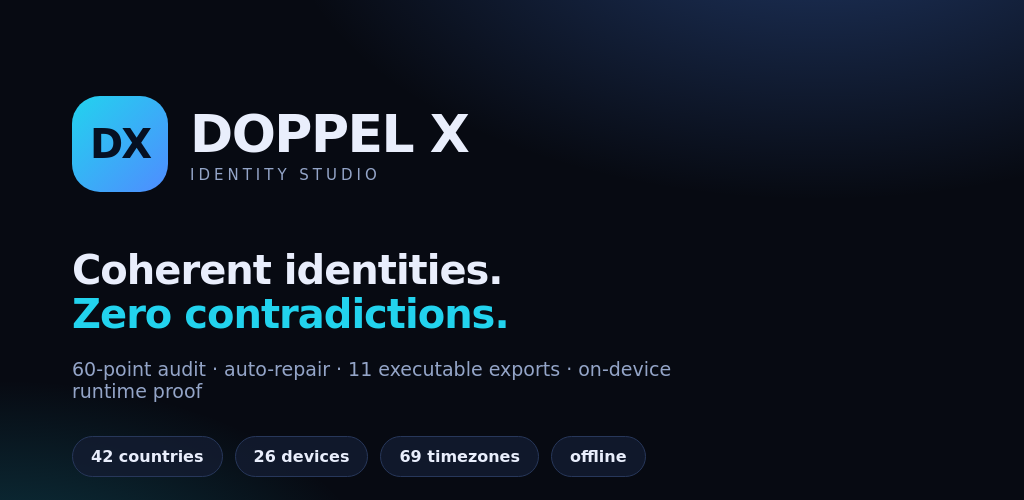 DX
DOPPEL X
IDENTITY STUDIO
Coherent identities.
Zero contradictions.
60-point audit · auto-repair · 11 executable exports · on-device
runtime proof
42 countries
26 devices
69 timezones
offline